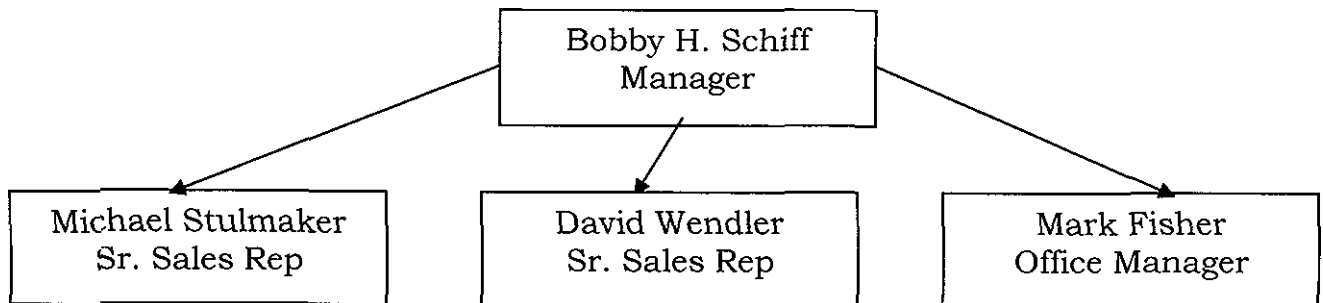 Bobby H. Schiff
Manager
Michael Stulmaker
Sr. Sales Rep
David Wendler
Sr. Sales Rep
Mark Fisher
Office Manager